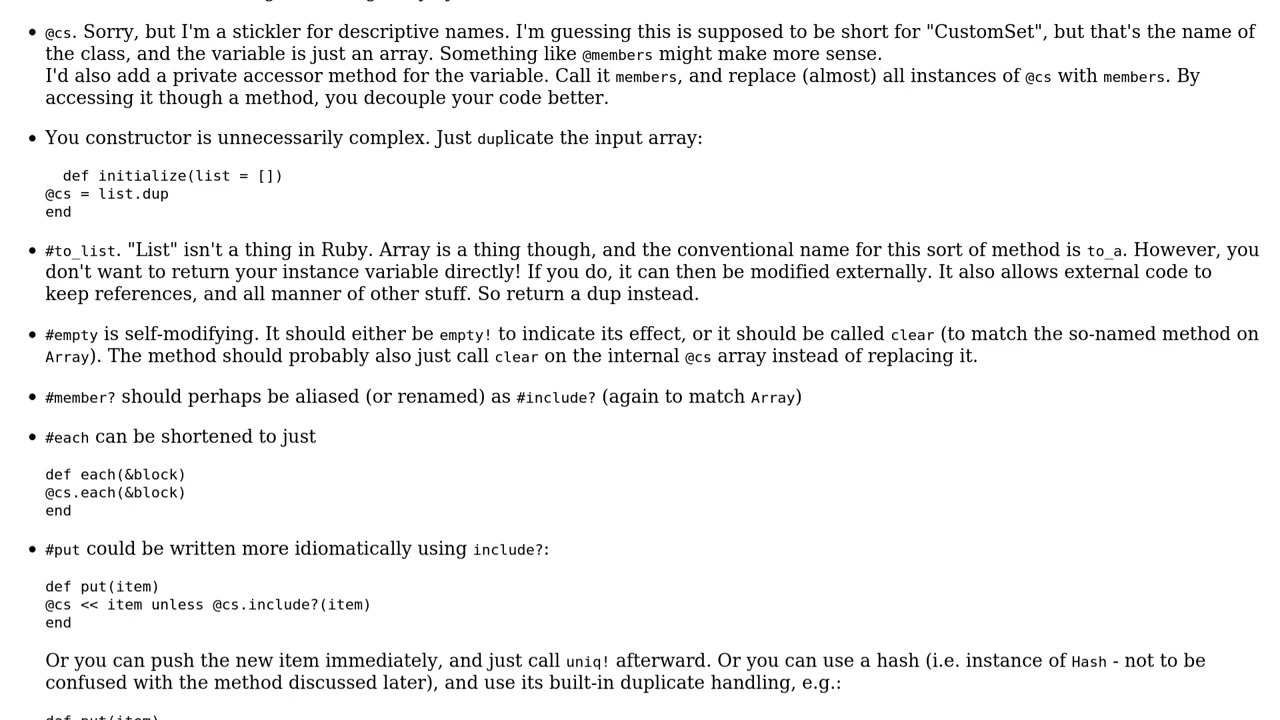 @cs. Sorry, but I'm a stickler for descriptive names. I'm guessing this is supposed to be short for "CustomSet", but that's the name of
the class, and the variable is just an array. Something like @members might make more sense.
I'd also add a private accessor method for the variable. Call it members, and replace (almost) all instances of @cs with members. By
accessing it though a method, you decouple your code better.
You constructor is unnecessarily complex. Just duplicate the input array:
def initialize(list = [])
@cs = list.dup
end
#to_list. "List" isn't a thing in Ruby. Array is a thing though, and the conventional name for this sort of method is to_a. However, you
don't want to return your instance variable directly! If you do, it can then be modified externally. It also allows external code to
keep references, and all manner of other stuff. So return a dup instead.
#empty is self-modifying. It should either be empty! to indicate its effect, or it should be called clear (to match the so-named method on
Array). The method should probably also just call clear on the internal @cs array instead of replacing it.
#member? should perhaps be aliased (or renamed) as #include? (again to match Array)
#each can be shortened to just
def each(&block)
@cs.each(&block)
end
#put could be written more idiomatically using include?:
def put(item)
@cs << item unless @cs.include?(item)
end
Or you can push the new item immediately, and just call uniq! afterward. Or you can use a hash (i.e. instance of Hash - not to be
confused with the method discussed later), and use its built-in duplicate handling, e.g.:
def put(item)